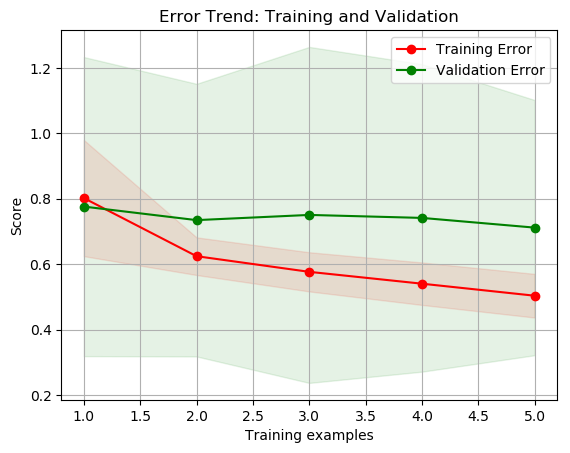 Error Trend: Training and Validation
Training Error
Validation Error
1.2
1.0
0.8
0.6
0.4
0.2
Score
1.0 1.5 2.0 2.5 3.0 3.5 4.0 4.5 5.0
Training examples